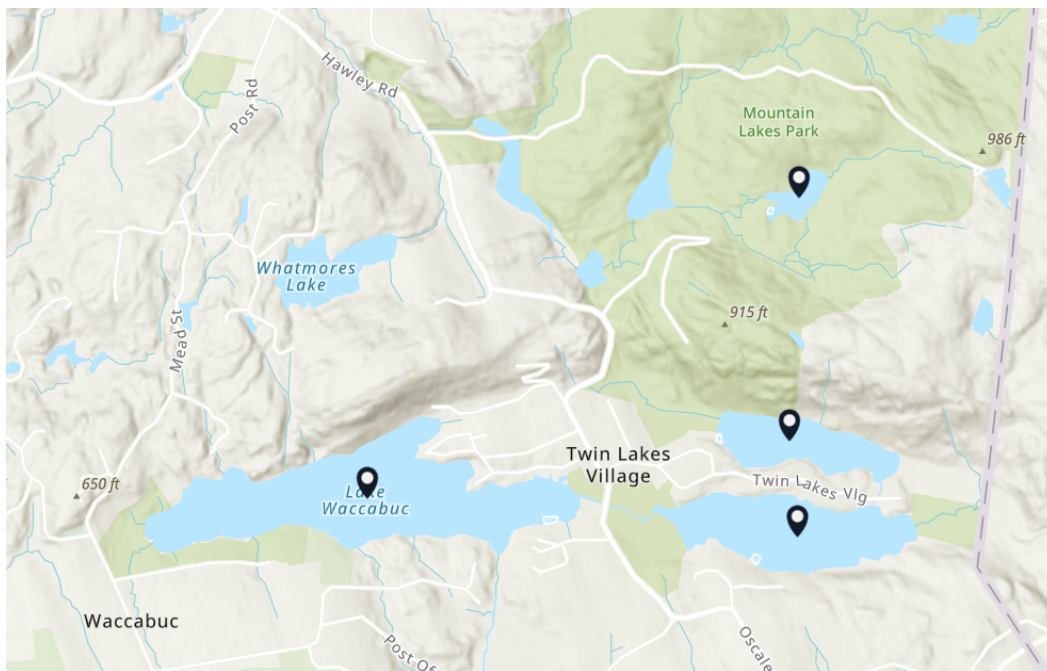 Hawley Rd
Post Rd
Mountain
Lakes Park
986 ft
Whatmores
Lake
915 ft
Mead St
Twin Lakes
Village
650 ft
Twin Lakes Vlg
Lake
Waccabuc
Waccabuc
Post Of
Oscale